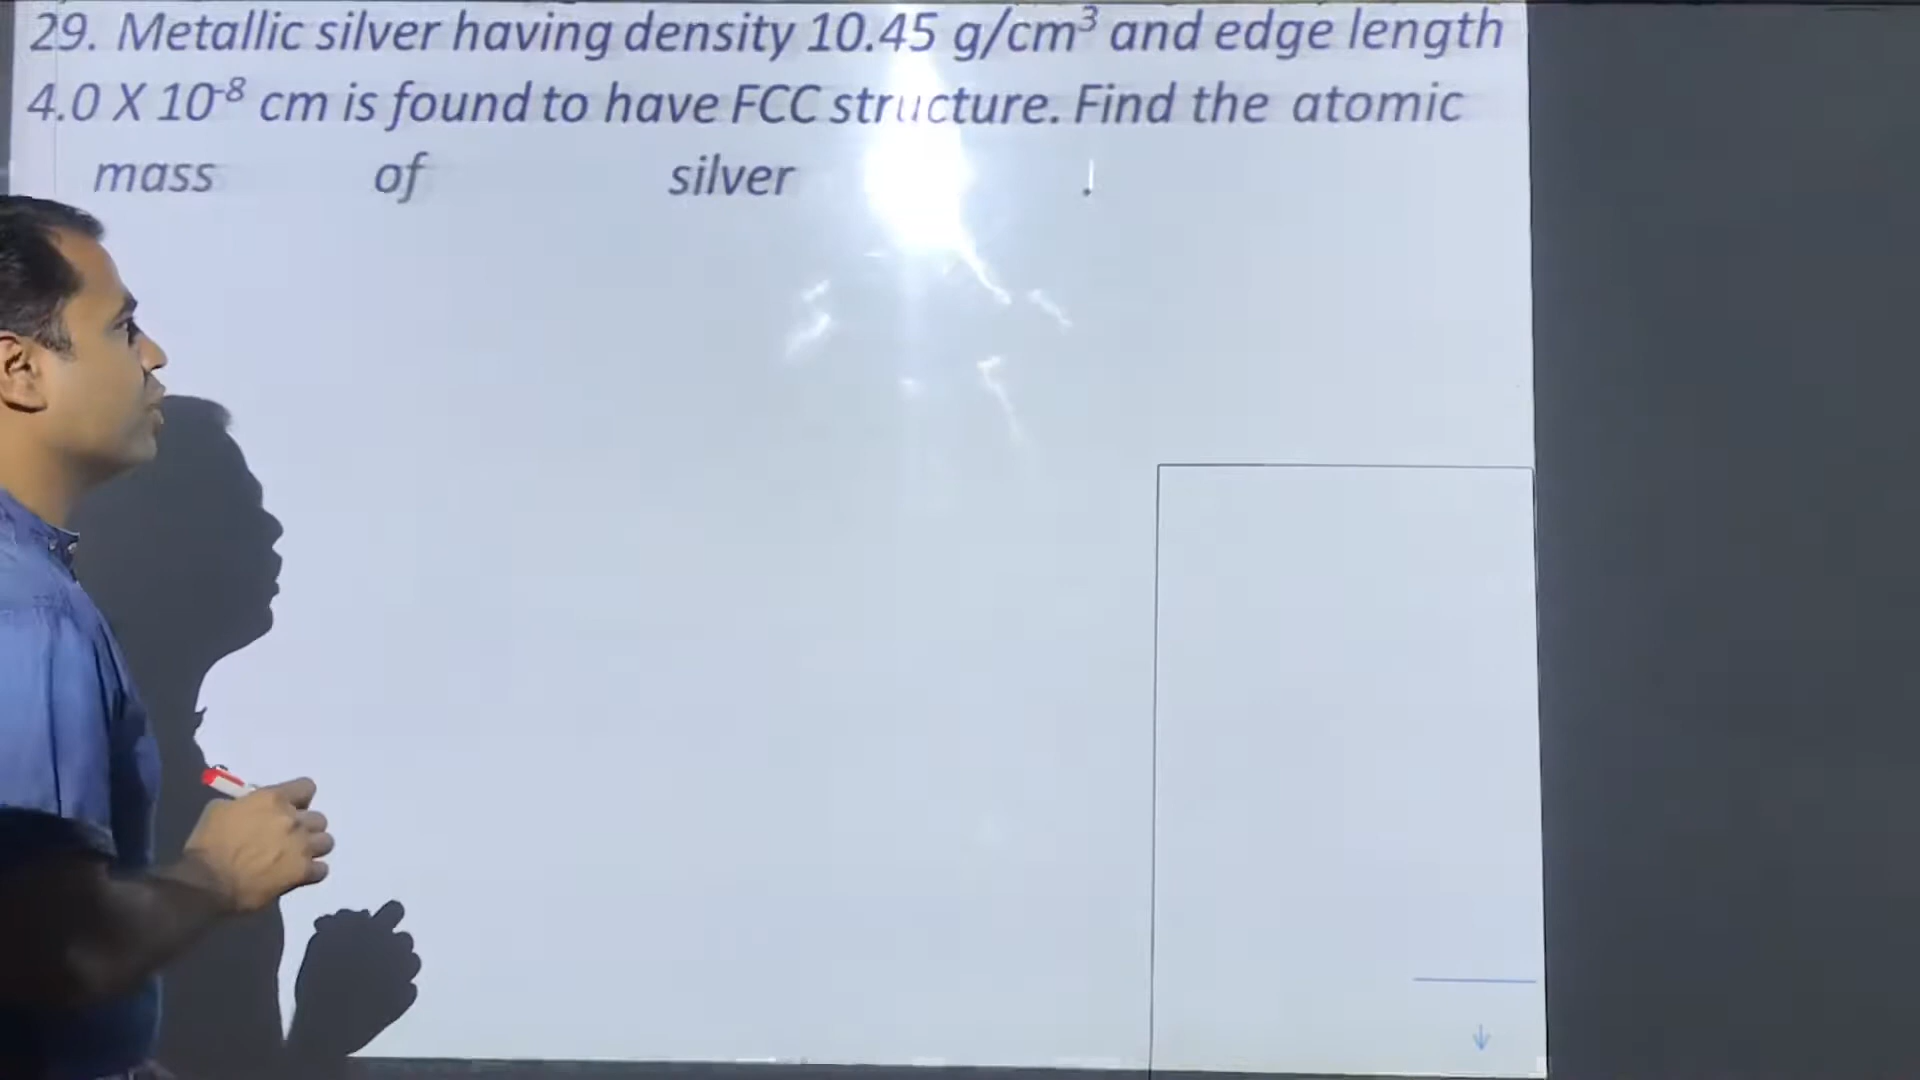 29. Metallic silver having density 10.45 g/cm³ and edge length
4.0 X 10⁻⁸ cm is found to have FCC structure. Find the atomic
mass of silver .